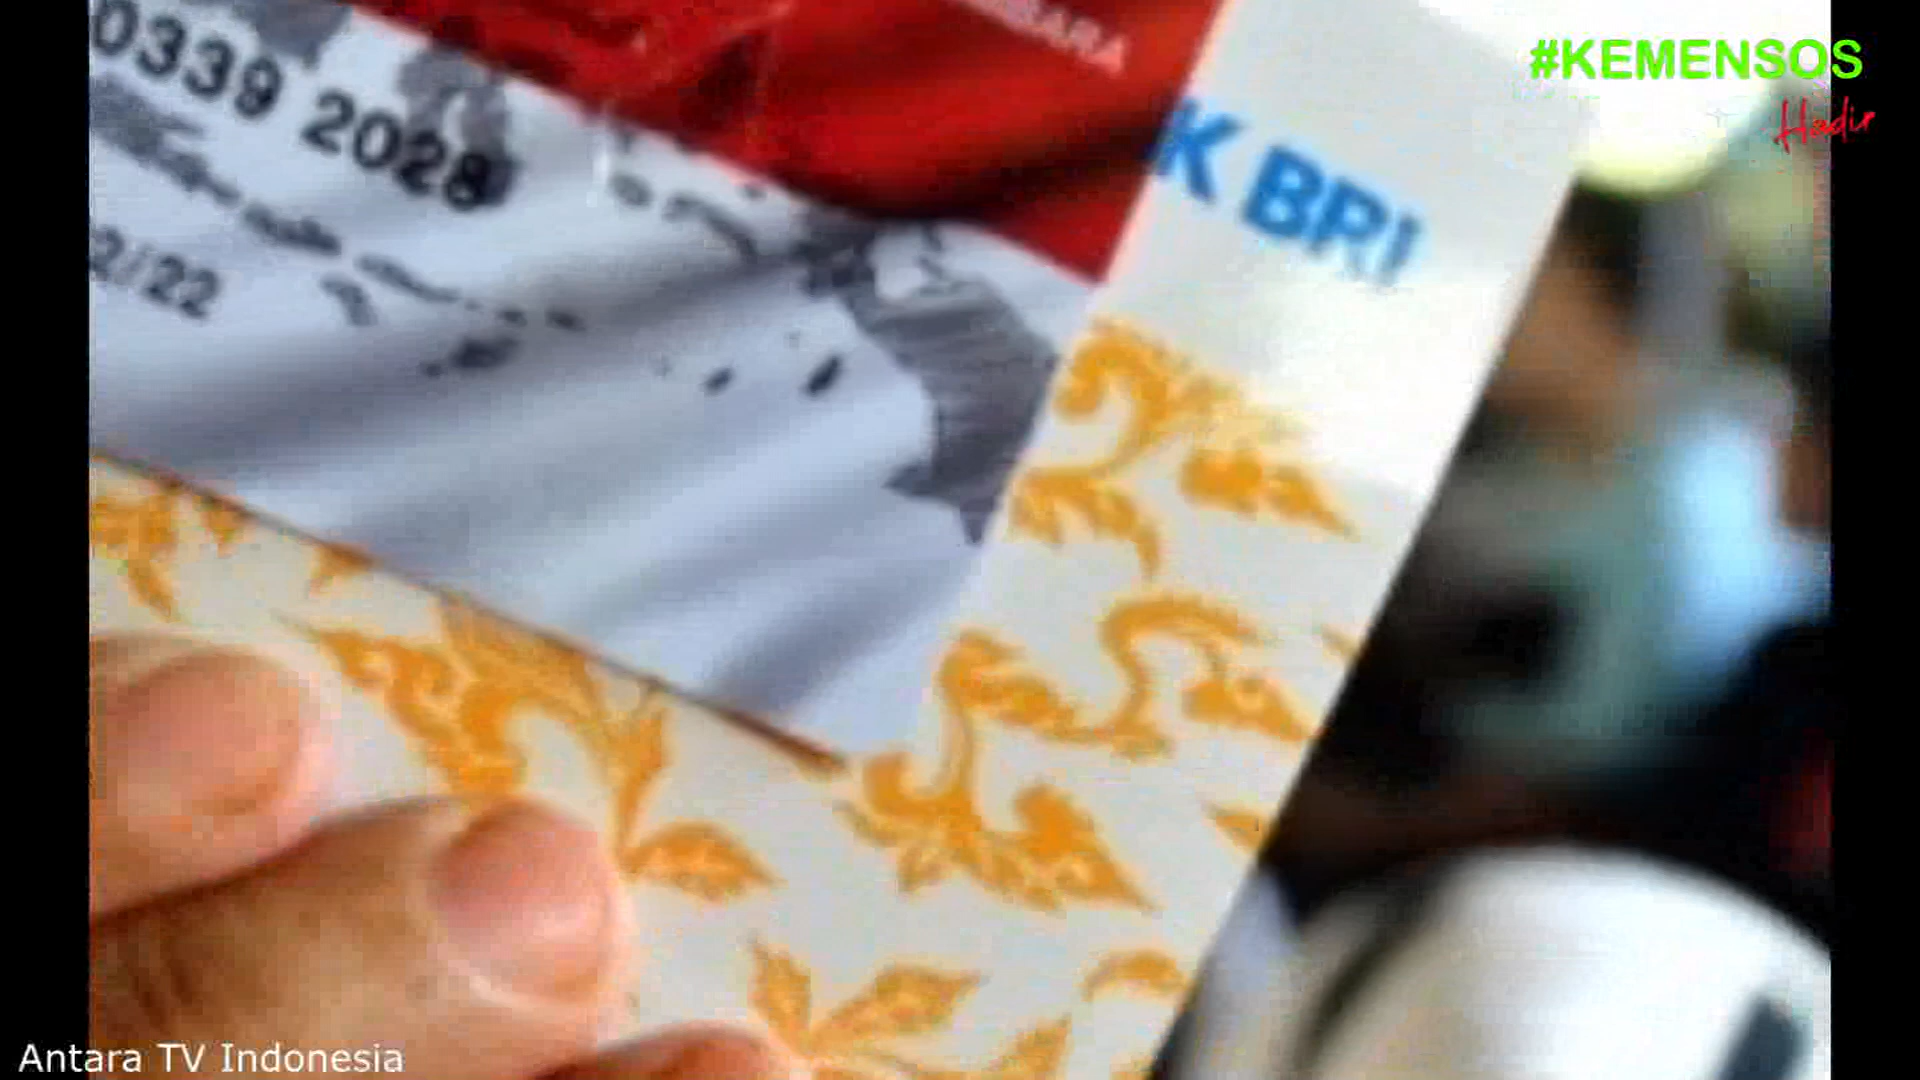 #KEMENSOS
Hadir
K BRI
0339 2028
2/22
Antara TV Indonesia